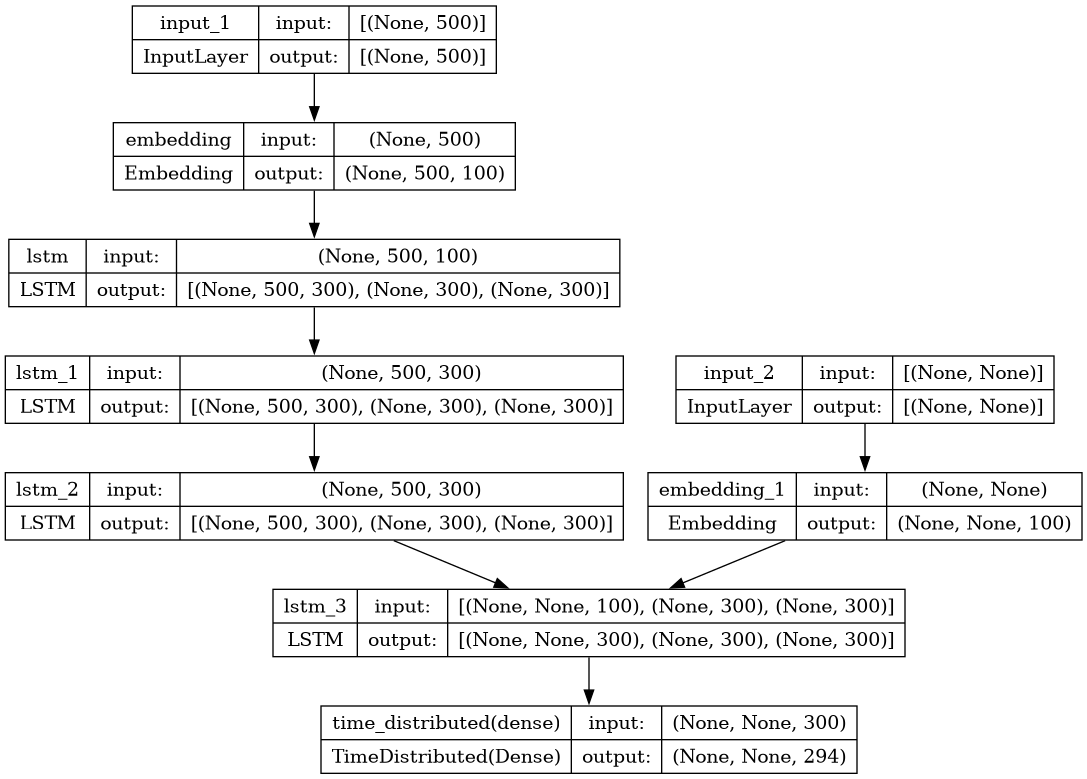 input_1 input: [(None, 500)]
InputLayer output: [(None, 500)]
embedding input: (None, 500)
Embedding output: (None, 500, 100)
lstm input: (None, 500, 100)
LSTM output: [(None, 500, 300), (None, 300), (None, 300)]
lstm_1 input: (None, 500, 300)
LSTM output: [(None, 500, 300), (None, 300), (None, 300)]
input_2 input: [(None, None)]
InputLayer output: [(None, None)]
lstm_2 input: (None, 500, 300)
LSTM output: [(None, 500, 300), (None, 300), (None, 300)]
embedding_1 input: (None, None)
Embedding output: (None, None, 100)
lstm_3 input: [(None, None, 100), (None, 300), (None, 300)]
LSTM output: [(None, None, 300), (None, 300), (None, 300)]
time_distributed(dense) input: (None, None, 300)
TimeDistributed(Dense) output: (None, None, 294)